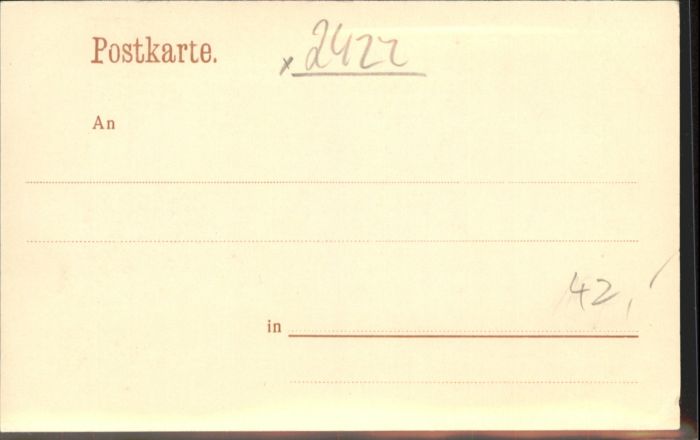 Postkarte. x 2422
An
42,
in